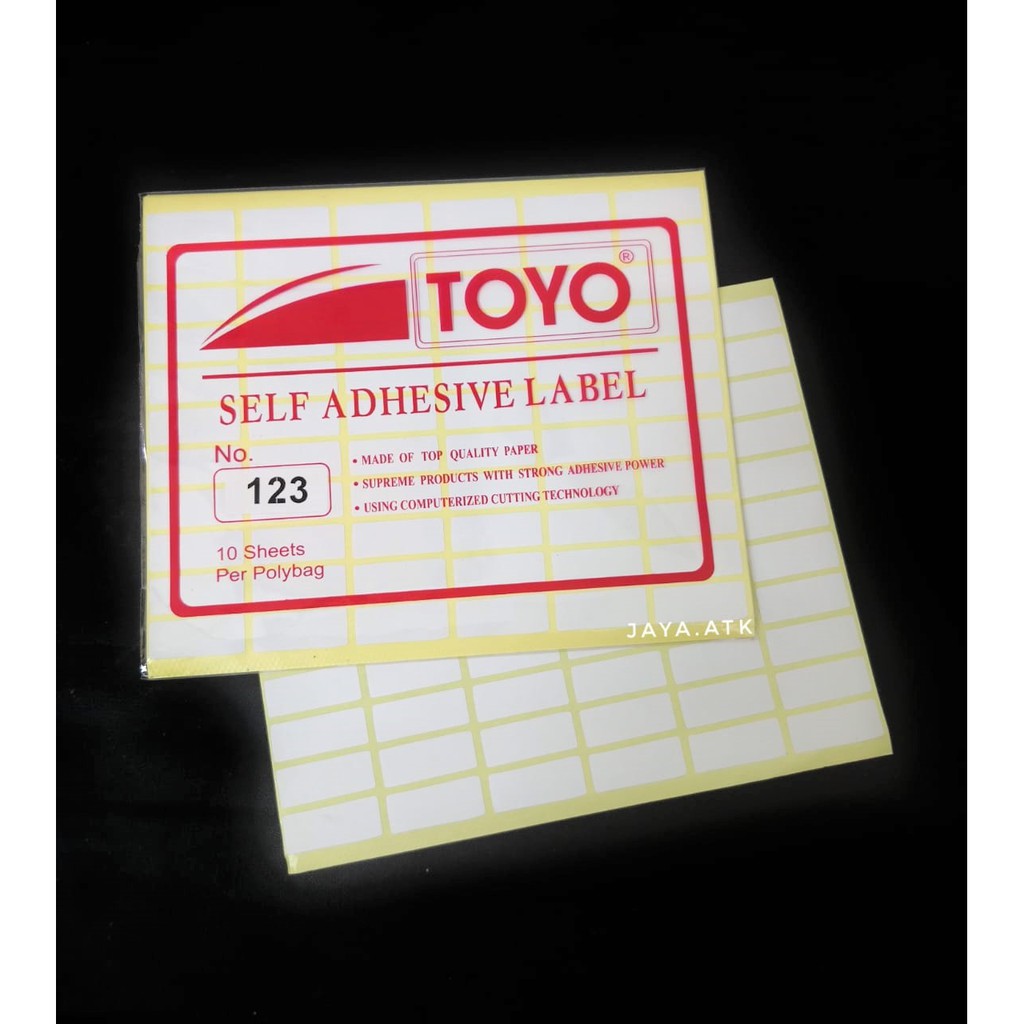 TOYO ®
SELF ADHESIVE LABEL
No.
123
• MADE OF TOP QUALITY PAPER
• SUPREME PRODUCTS WITH STRONG ADHESIVE POWER
• USING COMPUTERIZED CUTTING TECHNOLOGY
10 Sheets
Per Polybag
JAYA.ATK